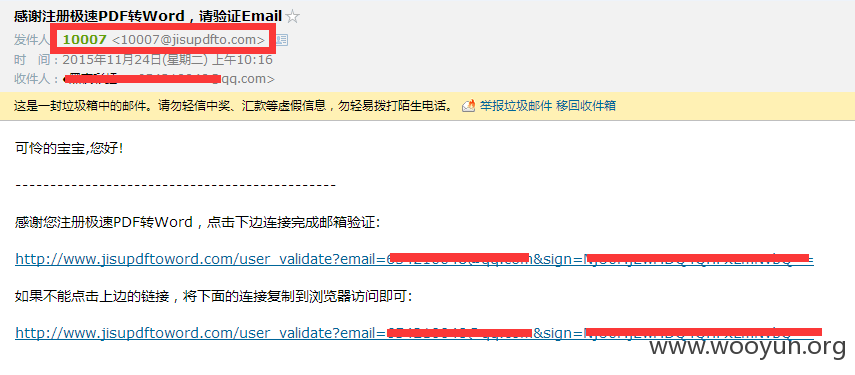 感谢注册极速PDF转Word，请验证Email☆
发件人：10007 <10007@jisupdfto.com>
时　间：2015年11月24日(星期二) 上午10:16
收件人：qq.com>
这是一封垃圾箱中的邮件。请勿轻信中奖、汇款等虚假信息，勿轻易拨打陌生电话。 举报垃圾邮件 移回收件箱
可怜的宝宝,您好!
-----------------------------------------------
感谢您注册极速PDF转Word，点击下边连接完成邮箱验证:
http://www.jisupdftoword.com/user_validate?email= &sign=
如果不能点击上边的链接，将下面的连接复制到浏览器访问即可:
http://www.jisupdftoword.com/user_validate?email= &sign=
www.wooyun.org